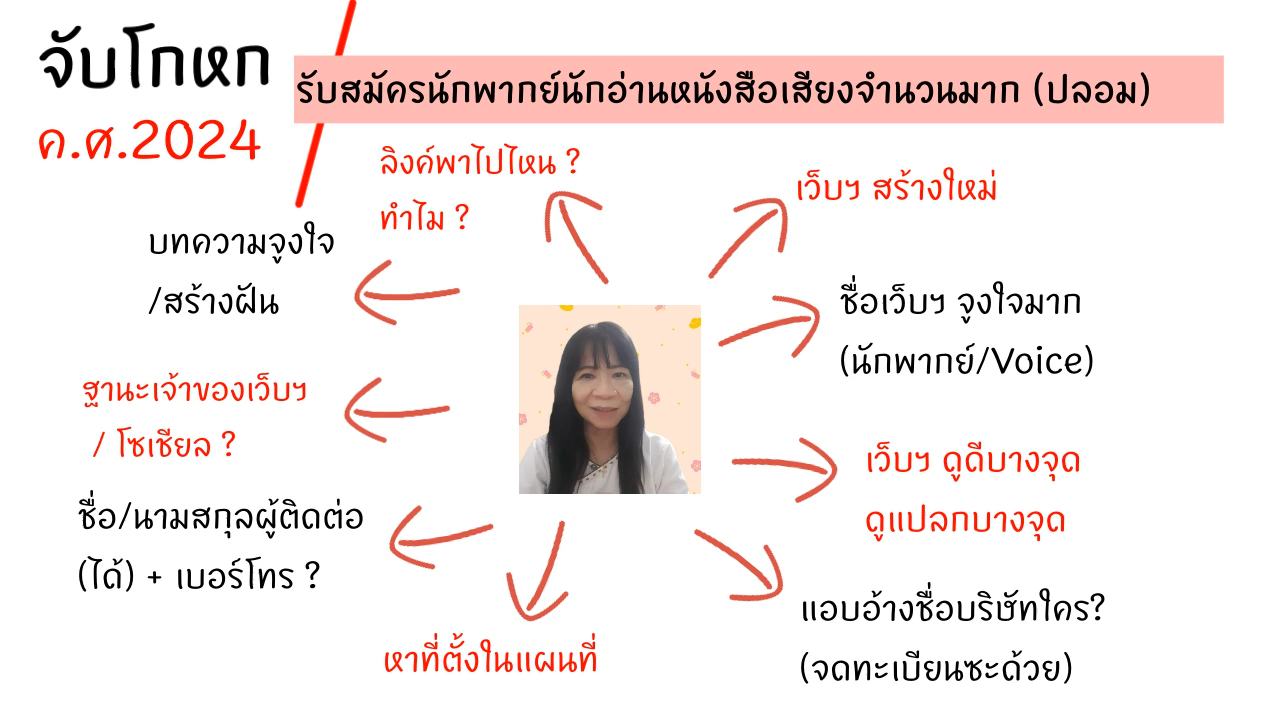 จับโกหก
ค.ศ.2024
รับสมัครนักพากย์นักอ่านหนังสือเสียงจำนวนมาก (ปลอม)
ลิงค์พาไปไหน ?
ทำไม ?
เว็บฯ สร้างใหม่
บทความจูงใจ
/สร้างฝัน
ชื่อเว็บฯ จูงใจมาก
(นักพากย์/Voice)
ฐานะเจ้าของเว็บฯ
/ โซเชียล ?
เว็บฯ ดูดีบางจุด
ดูแปลกบางจุด
ชื่อ/นามสกุลผู้ติดต่อ
(ได้) + เบอร์โทร ?
หาที่ตั้งในแผนที่
แอบอ้างชื่อบริษัทใคร?
(จดทะเบียนซะด้วย)